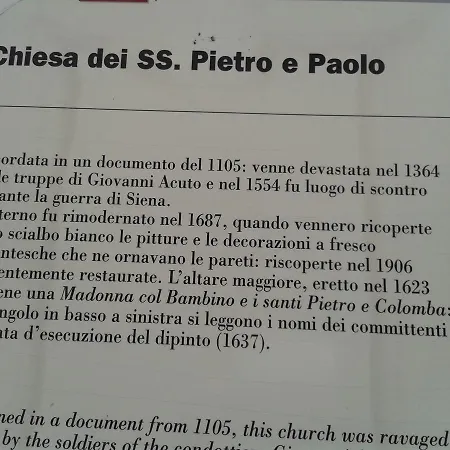 Chiesa dei SS. Pietro e Paolo
ordata in un documento del 1105: venne devastata nel 1364
le truppe di Giovanni Acuto e nel 1554 fu luogo di scontro
ante la guerra di Siena.
terno fu rimodernato nel 1687, quando vennero ricoperte
o scialbo bianco le pitture e le decorazioni a fresco
ntesche che ne ornavano le pareti: riscoperte nel 1906
entemente restaurate. L'altare maggiore, eretto nel 1623
ene una Madonna col Bambino e i santi Pietro e Colomba:
ngolo in basso a sinistra si leggono i nomi dei committenti
ata d'esecuzione del dipinto (1637).
ned in a document from 1105, this church was ravaged
by the soldiers of the condottiero